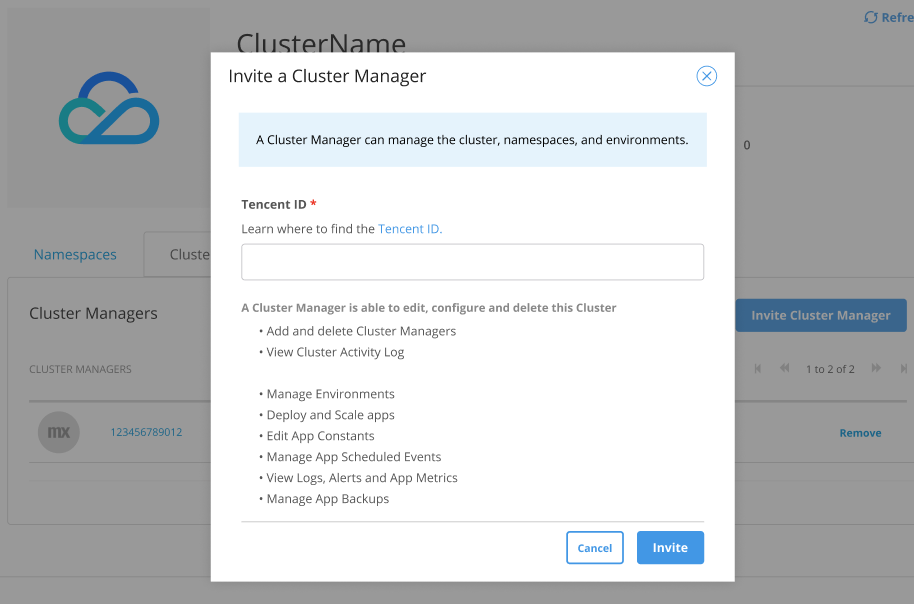 Refre
ClusterName
Invite a Cluster Manager
A Cluster Manager can manage the cluster, namespaces, and environments.
0
Tencent ID *
Learn where to find the Tencent ID.
Namespaces
Cluste
A Cluster Manager is able to edit, configure and delete this Cluster
Cluster Managers
Invite Cluster Manager
• Add and delete Cluster Managers
• View Cluster Activity Log
CLUSTER MANAGERS
1 to 2 of 2
• Manage Environments
• Deploy and Scale apps
mx
123456789012
Remove
• Edit App Constants
• Manage App Scheduled Events
• View Logs, Alerts and App Metrics
• Manage App Backups
Cancel
Invite